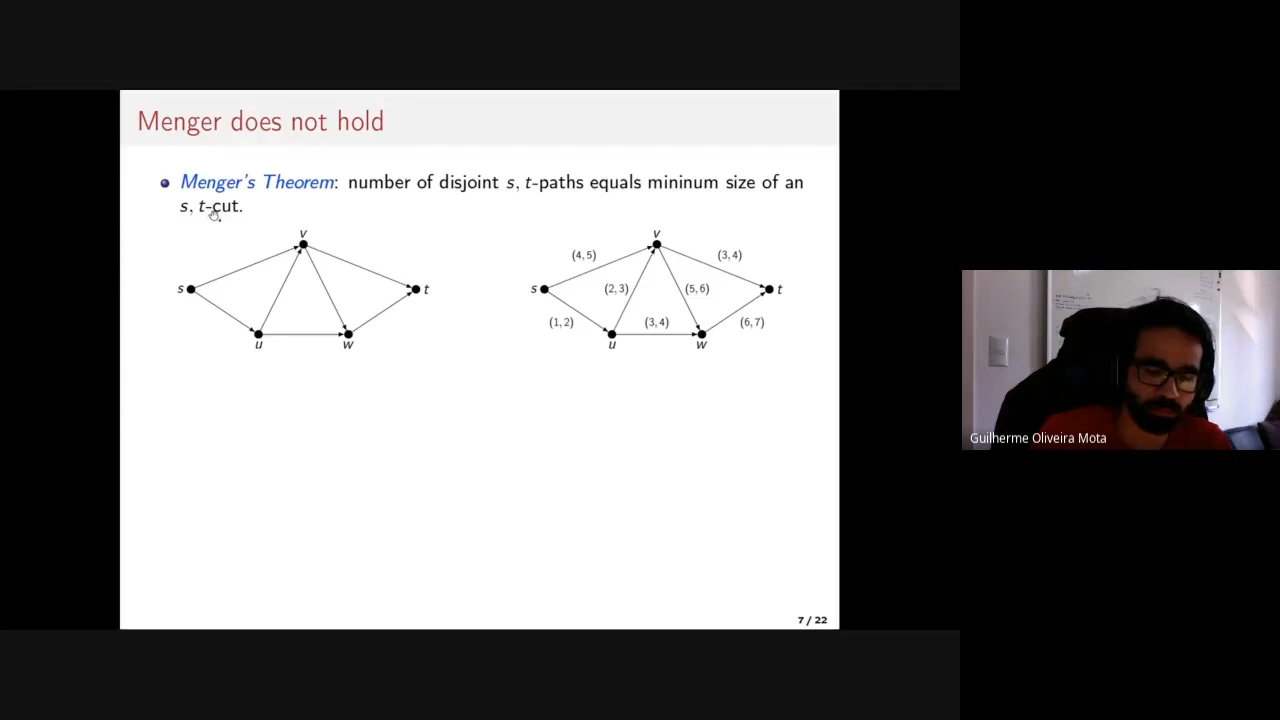 Menger does not hold
Menger's Theorem: number of disjoint s, t-paths equals mininum size of an
s, t-cut.
v
s
t
u
w
v
(4, 5)
(3, 4)
s
(2, 3)
(5, 6)
t
(1, 2)
(3, 4)
(6, 7)
u
w
7 / 22
Guilherme Oliveira Mota